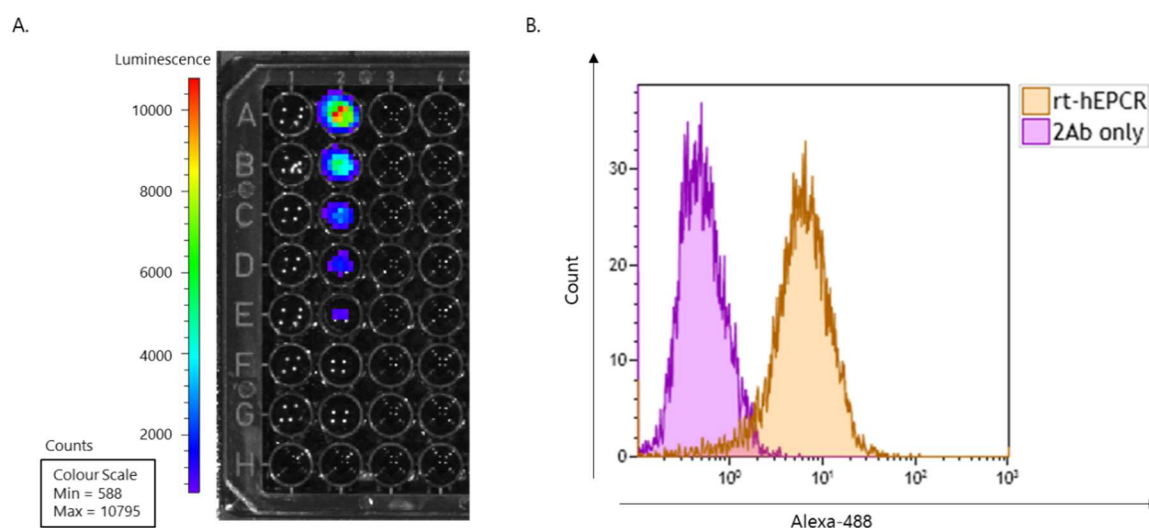 A.
Luminescence
10000
8000
6000
4000
2000
Counts
Colour Scale
Min = 588
Max = 10795
1 2 3 4
A
B
C
D
E
F
G
H
B.
Count
30
20
10
0
10⁰ 10¹ 10² 10³
Alexa-488
rt-hEPCR
2Ab only